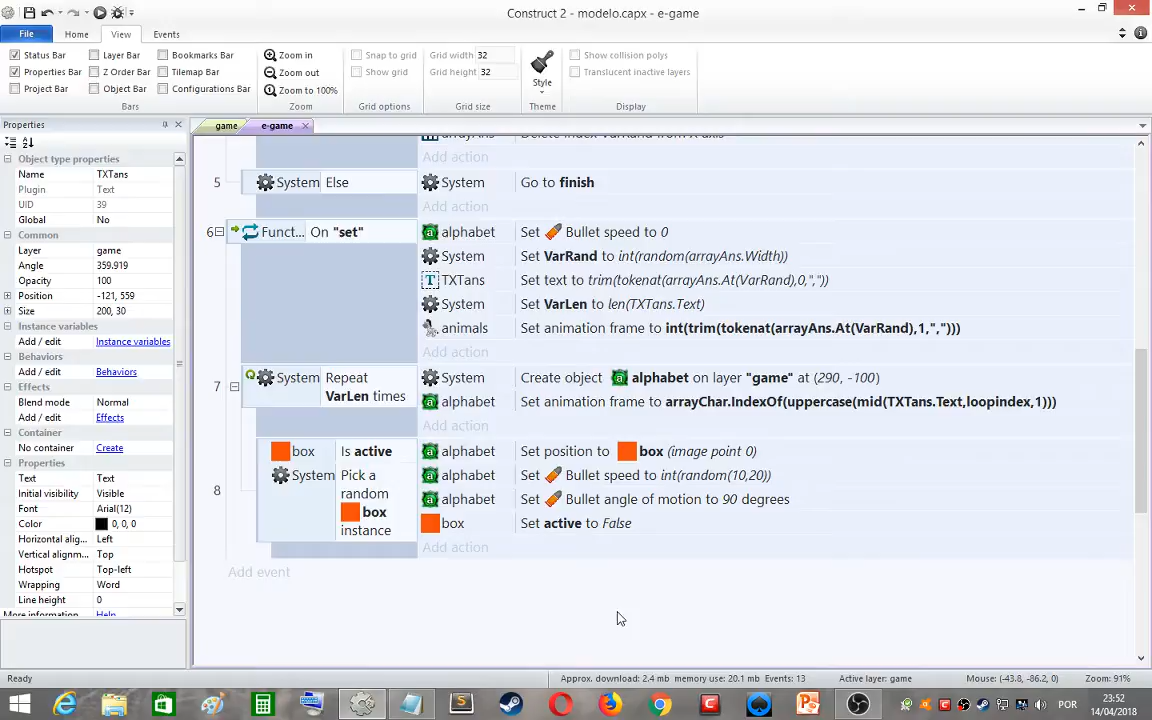 Construct 2 - modelo.capx - e-game
File Home View Events
Status Bar Layer Bar Bookmarks Bar Zoom in Snap to grid Grid width 32 Show collision polys
Properties Bar Z Order Bar Tilemap Bar Zoom out Show grid Grid height 32 Translucent inactive layers
Project Bar Object Bar Configurations Bar Zoom to 100% Style
Bars Zoom Grid options Grid size Theme Display
Properties
game e-game
Object type properties
Name TXTans
Plugin Text
UID 39
Global No
Common
Layer game
Angle 359.919
Opacity 100
Position -121, 559
Size 200, 30
Instance variables
Add / edit Instance variables
Behaviors
Add / edit Behaviors
Effects
Blend mode Normal
Add / edit Effects
Container
No container Create
Properties
Text Text
Initial visibility Visible
Font Arial(12)
Color 0, 0, 0
Horizontal alig... Left
Vertical alignm... Top
Hotspot Top-left
Wrapping Word
Line height 0
More information Help
arrayAns Delete index VarRand from X axis
Add action
5 System Else System Go to finish
Add action
6 Funct... On "set" alphabet Set Bullet speed to 0
System Set VarRand to int(random(arrayAns.Width))
T TXTans Set text to trim(tokenat(arrayAns.At(VarRand),0,","))
System Set VarLen to len(TXTans.Text)
animals Set animation frame to int(trim(tokenat(arrayAns.At(VarRand),1,",")))
Add action
7 System Repeat VarLen times System Create object alphabet on layer "game" at (290, -100)
alphabet Set animation frame to arrayChar.IndexOf(uppercase(mid(TXTans.Text,loopindex,1)))
Add action
8 box Is active alphabet Set position to box (image point 0)
System Pick a random box instance alphabet Set Bullet speed to int(random(10,20))
alphabet Set Bullet angle of motion to 90 degrees
box Set active to False
Add action
Add event
Ready Approx. download: 2.4 mb memory use: 20.1 mb Events: 13 Active layer: game Mouse: (-43.8, -86.2, 0) Zoom: 91%
POR 23:52
14/04/2018